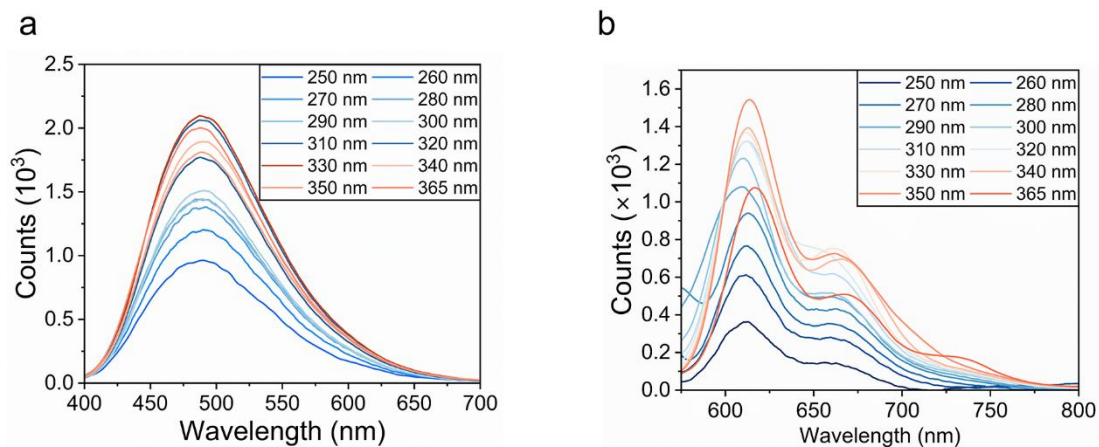 a
Counts (10³)
2.5
2.0
1.5
1.0
0.5
0.0
250 nm 260 nm
270 nm 280 nm
290 nm 300 nm
310 nm 320 nm
330 nm 340 nm
350 nm 365 nm
400 450 500 550 600 650 700
Wavelength (nm)
b
Counts (×10³)
1.6
1.4
1.2
1.0
0.8
0.6
0.4
0.2
0.0
250 nm 260 nm
270 nm 280 nm
290 nm 300 nm
310 nm 320 nm
330 nm 340 nm
350 nm 365 nm
600 650 700 750 800
Wavelength (nm)